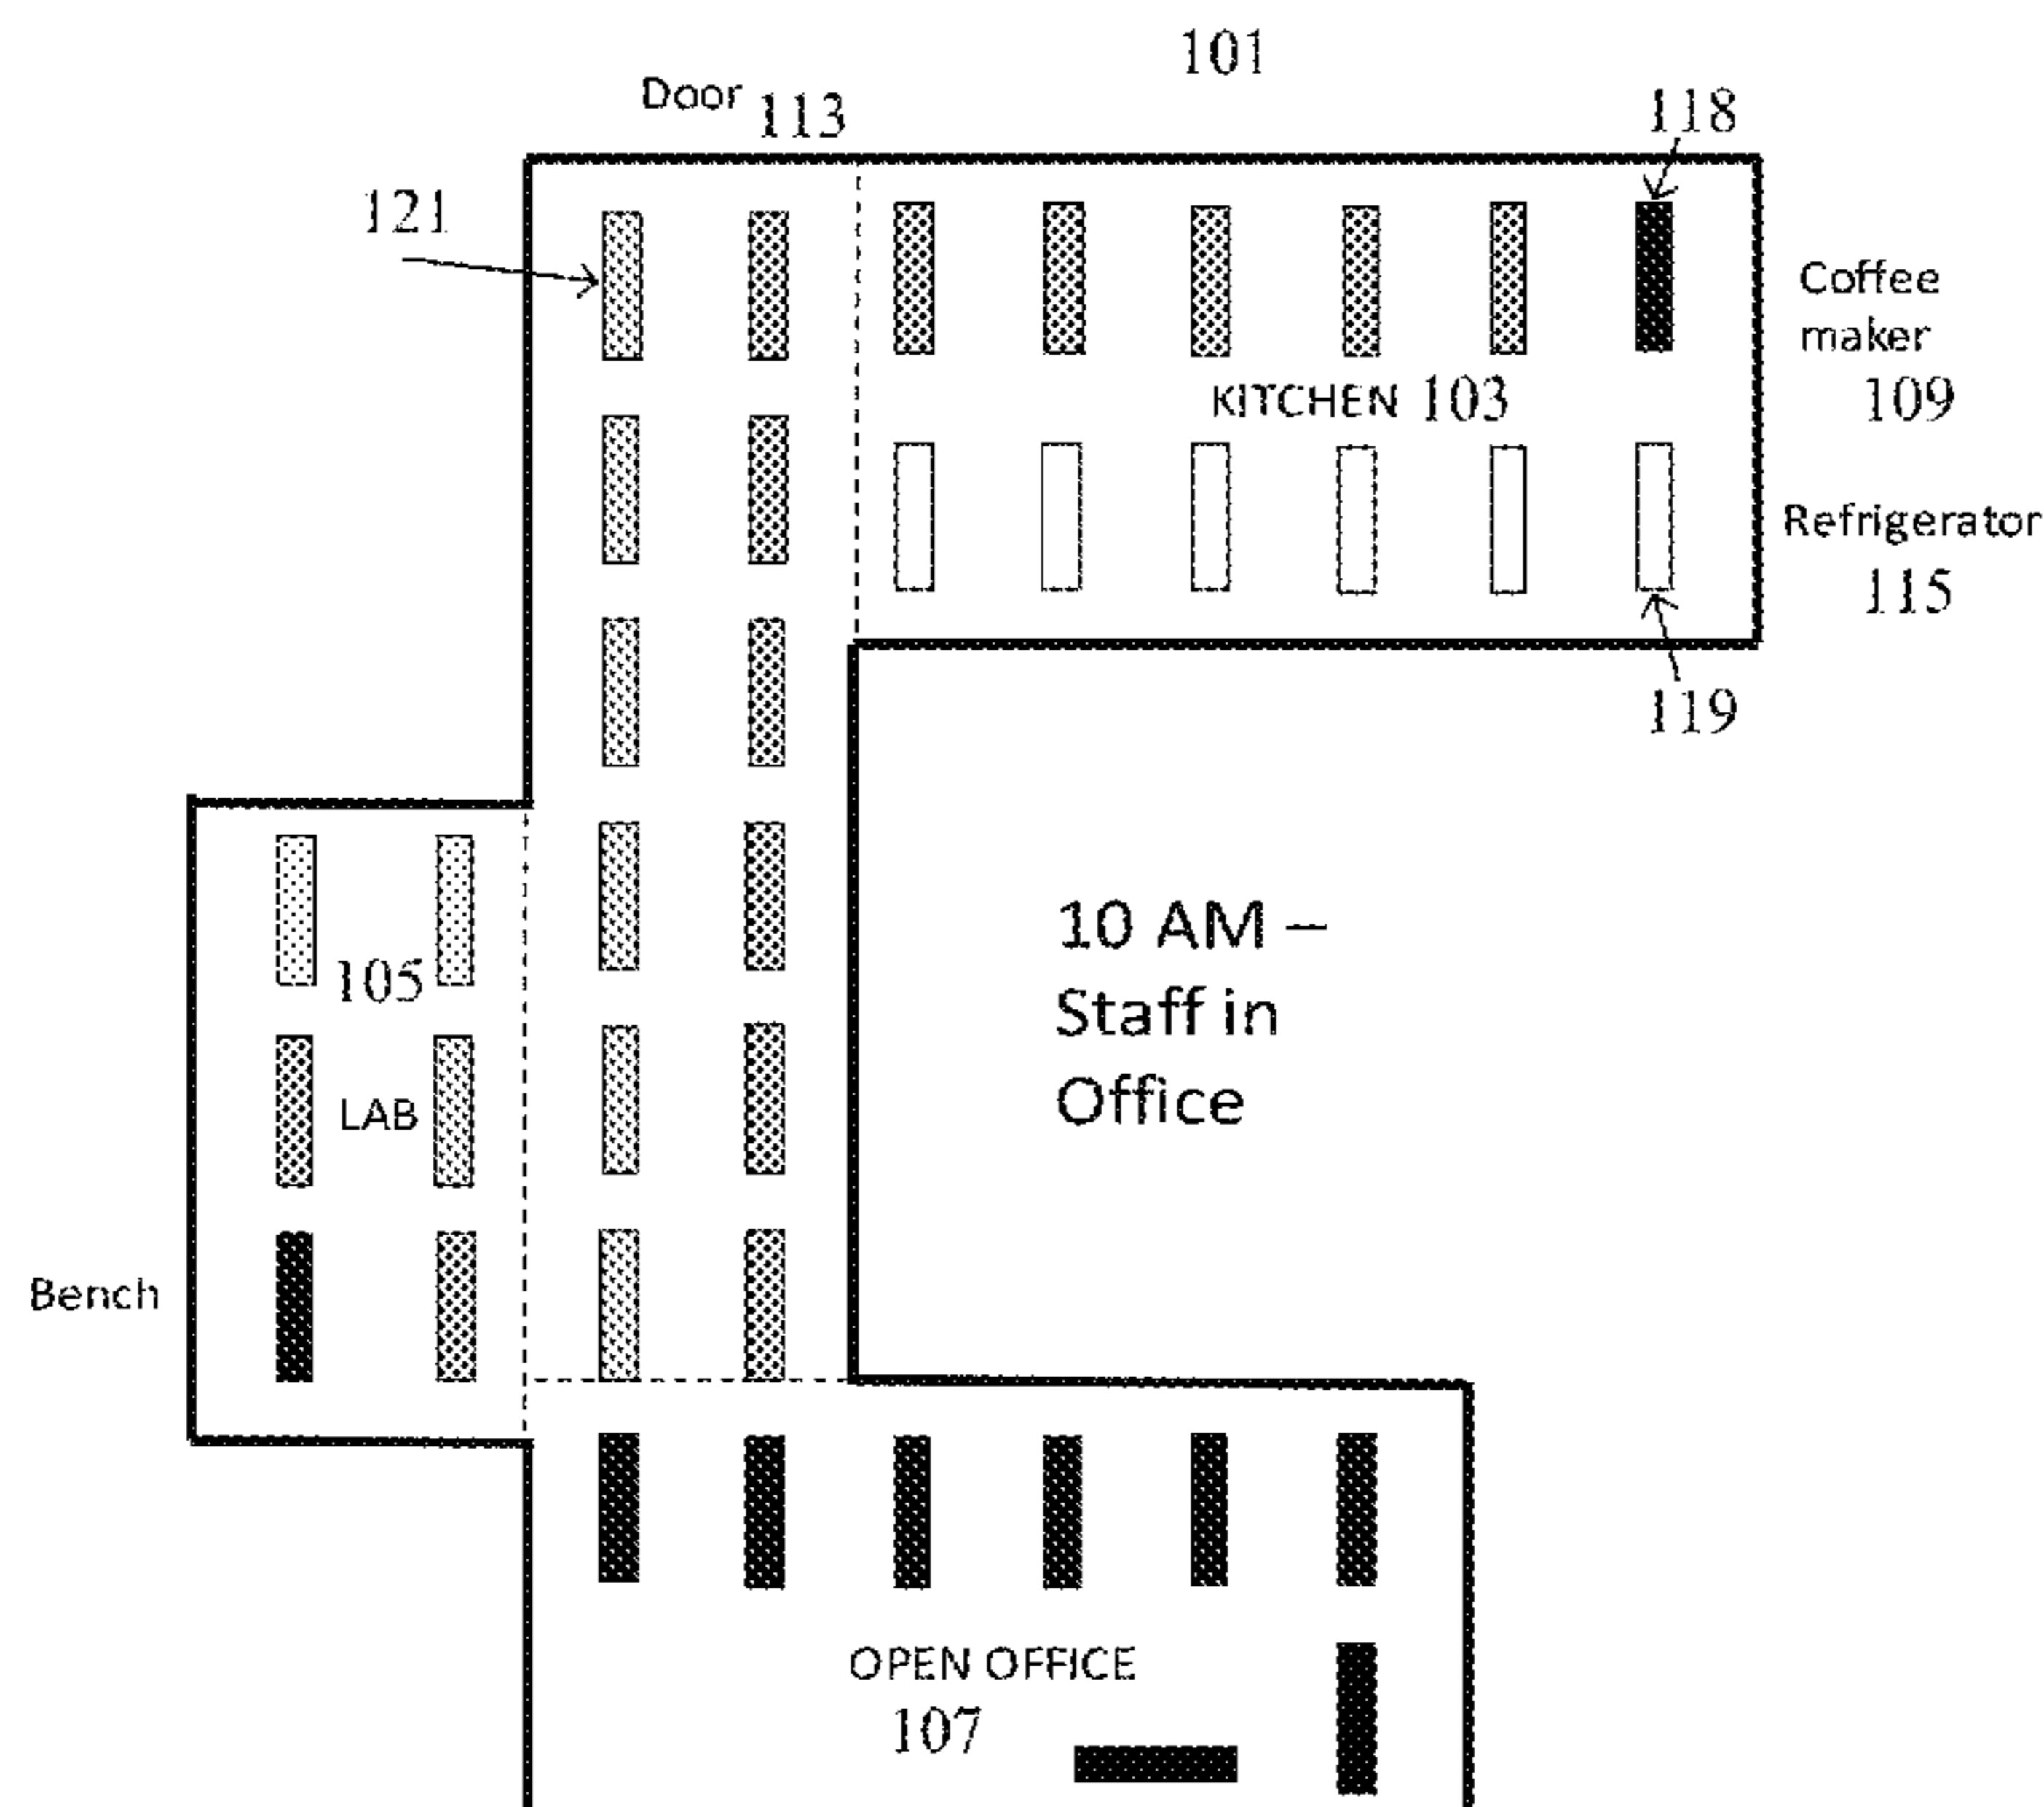 101
Door 113
118
121
Coffee
maker
109
KITCHEN 103
Refrigerator
115
119
10 AM –
Staff in
Office
105
LAB
Bench
OPEN OFFICE
107